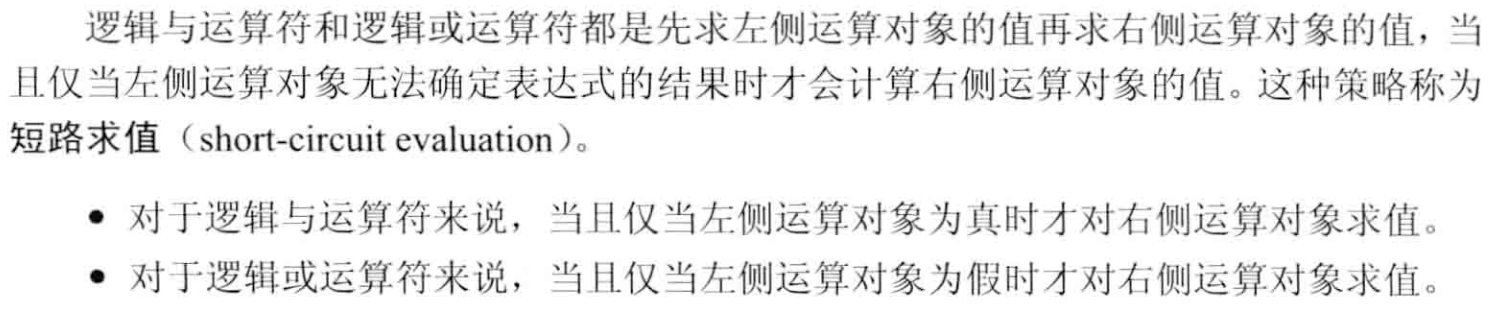 逻辑与运算符和逻辑或运算符都是先求左侧运算对象的值再求右侧运算对象的值，当
且仅当左侧运算对象无法确定表达式的结果时才会计算右侧运算对象的值。这种策略称为
短路求值（short-circuit evaluation）。
● 对于逻辑与运算符来说，当且仅当左侧运算对象为真时才对右侧运算对象求值。
● 对于逻辑或运算符来说，当且仅当左侧运算对象为假时才对右侧运算对象求值。